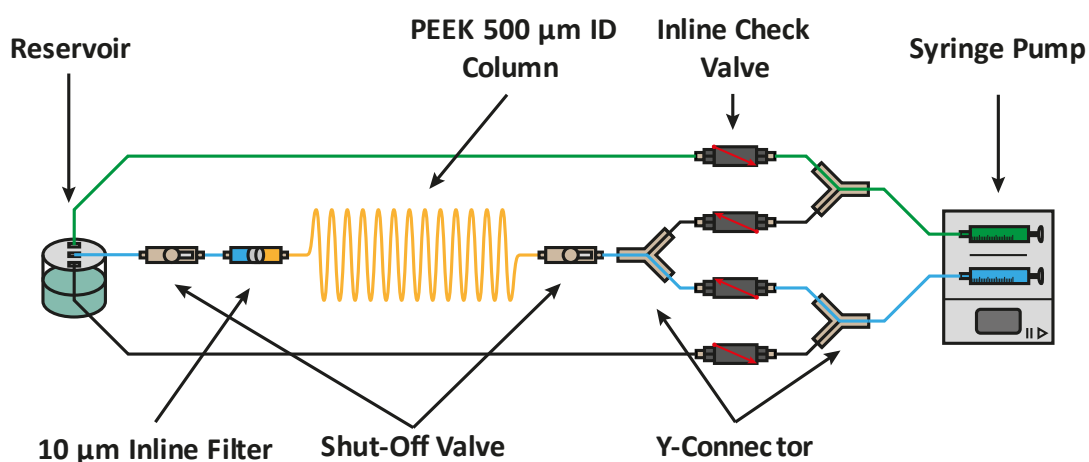 Reservoir
PEEK 500 μm ID
Column
Inline Check
Valve
Syringe Pump
10 μm Inline Filter
Shut-Off Valve
Y-Connector